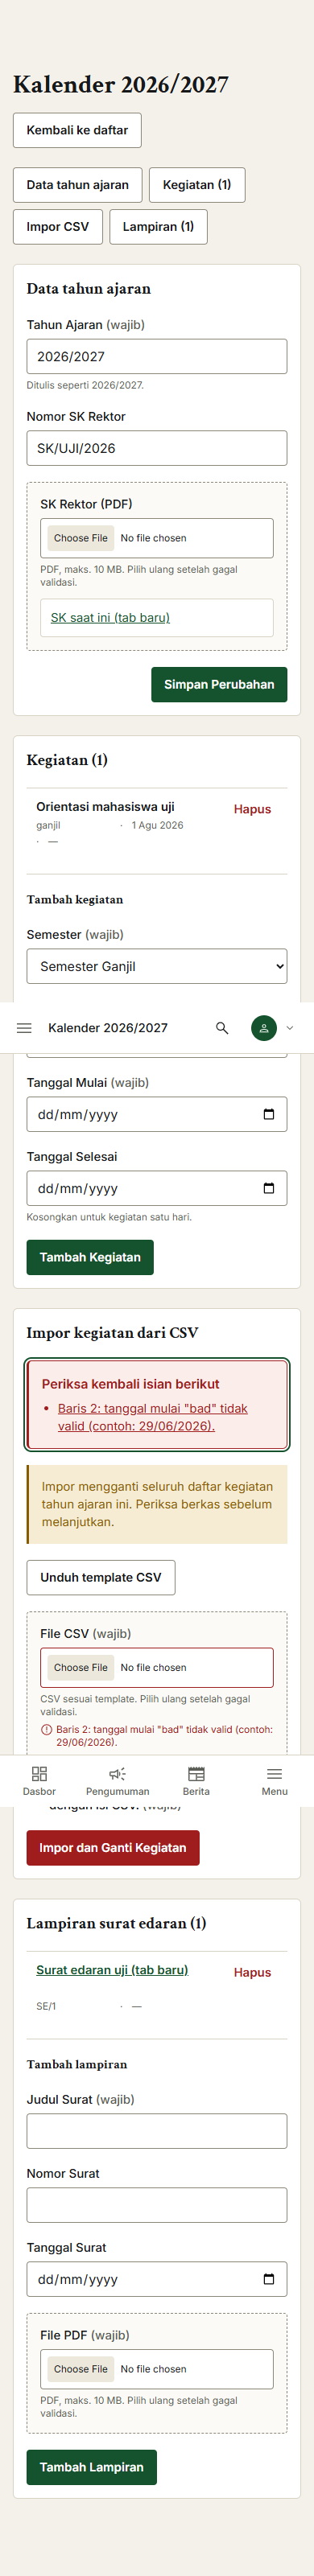 Kalender 2026/2027
Kembali ke daftar
Data tahun ajaran
Kegiatan (1)
Impor CSV
Lampiran (1)
Data tahun ajaran
Tahun Ajaran (wajib)
2026/2027
Ditulis seperti 2026/2027.
Nomor SK Rektor
SK/UJI/2026
SK Rektor (PDF)
Choose File No file chosen
PDF, maks. 10 MB. Pilih ulang setelah gagal
validasi.
SK saat ini (tab baru)
Simpan Perubahan
Kegiatan (1)
Orientasi mahasiswa uji
Hapus
ganjil · 1 Agu 2026
· —
Tambah kegiatan
Semester (wajib)
Semester Ganjil
Kalender 2026/2027
Tanggal Mulai (wajib)
dd/mm/yyyy
Tanggal Selesai
dd/mm/yyyy
Kosongkan untuk kegiatan satu hari.
Tambah Kegiatan
Impor kegiatan dari CSV
Periksa kembali isian berikut
• Baris 2: tanggal mulai "bad" tidak
valid (contoh: 29/06/2026).
Impor mengganti seluruh daftar kegiatan
tahun ajaran ini. Periksa berkas sebelum
melanjutkan.
Unduh template CSV
File CSV (wajib)
Choose File No file chosen
CSV sesuai template. Pilih ulang setelah gagal
validasi.
Baris 2: tanggal mulai "bad" tidak valid (contoh:
29/06/2026).
Dasbor
Pengumuman
Berita
Menu
dengan isi CSV. (wajib)
Impor dan Ganti Kegiatan
Lampiran surat edaran (1)
Surat edaran uji (tab baru)
Hapus
SE/1 · —
Tambah lampiran
Judul Surat (wajib)
Nomor Surat
Tanggal Surat
dd/mm/yyyy
File PDF (wajib)
Choose File No file chosen
PDF, maks. 10 MB. Pilih ulang setelah gagal
validasi.
Tambah Lampiran